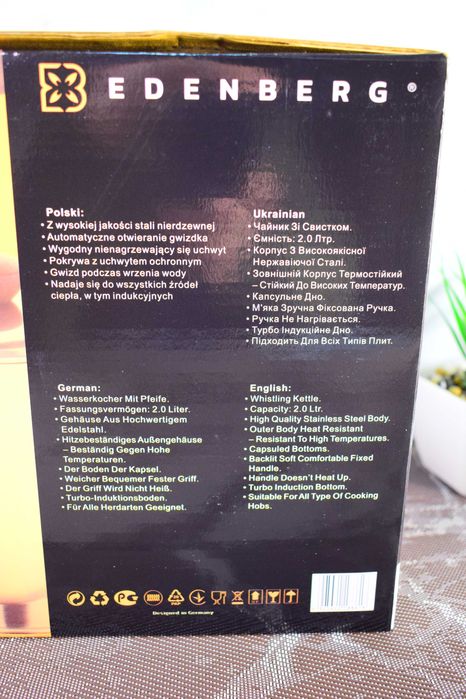 EDENBERG®
Polski:
• Z wysokiej jakości stali nierdzewnej
• Automatyczne otwieranie gwizdka
• Wygodny nienagrzewający się uchwyt
• Pokrywa z uchwytem ochronnym
• Gwizd podczas wrzenia wody
• Nadaje się do wszystkich źródeł
ciepła, w tym indukcyjnych
Ukrainian
• Чайник Зі Свистком.
• Ємність: 2.0 Лтр.
• Корпус З Високоякісної
Нержавіючої Сталі.
• Зовнішній Корпус Термостійкий
– Стійкий До Високих Температур.
• Капсульне Дно.
• М'яка Зручна Фіксована Ручка.
• Ручка Не Нагрівається.
• Турбо Індукційне Дно.
• Підходить Для Всіх Типів Плит.
German:
• Wasserkocher Mit Pfeife.
• Fassungsvermögen: 2.0 Liter.
• Gehäuse Aus Hochwertigem
Edelstahl.
• Hitzebeständiges Außengehäuse
– Beständig Gegen Hohe
Temperaturen.
• Der Boden Der Kapsel.
• Weicher Bequemer Fester Griff.
• Der Griff Wird Nicht Heiß.
• Turbo-Induktionsboden.
• Für Alle Herdarten Geeignet.
English:
• Whistling Kettle.
• Capacity: 2.0 Ltr.
• High Quality Stainless Steel Body.
• Outer Body Heat Resistant
– Resistant To High Temperatures.
• Capsuled Bottoms.
• Backlit Soft Comfortable Fixed
Handle.
• Handle Doesn't Heat Up.
• Turbo Induction Bottom.
• Suitable For All Type Of Cooking
Hobs.
Designed in Germany